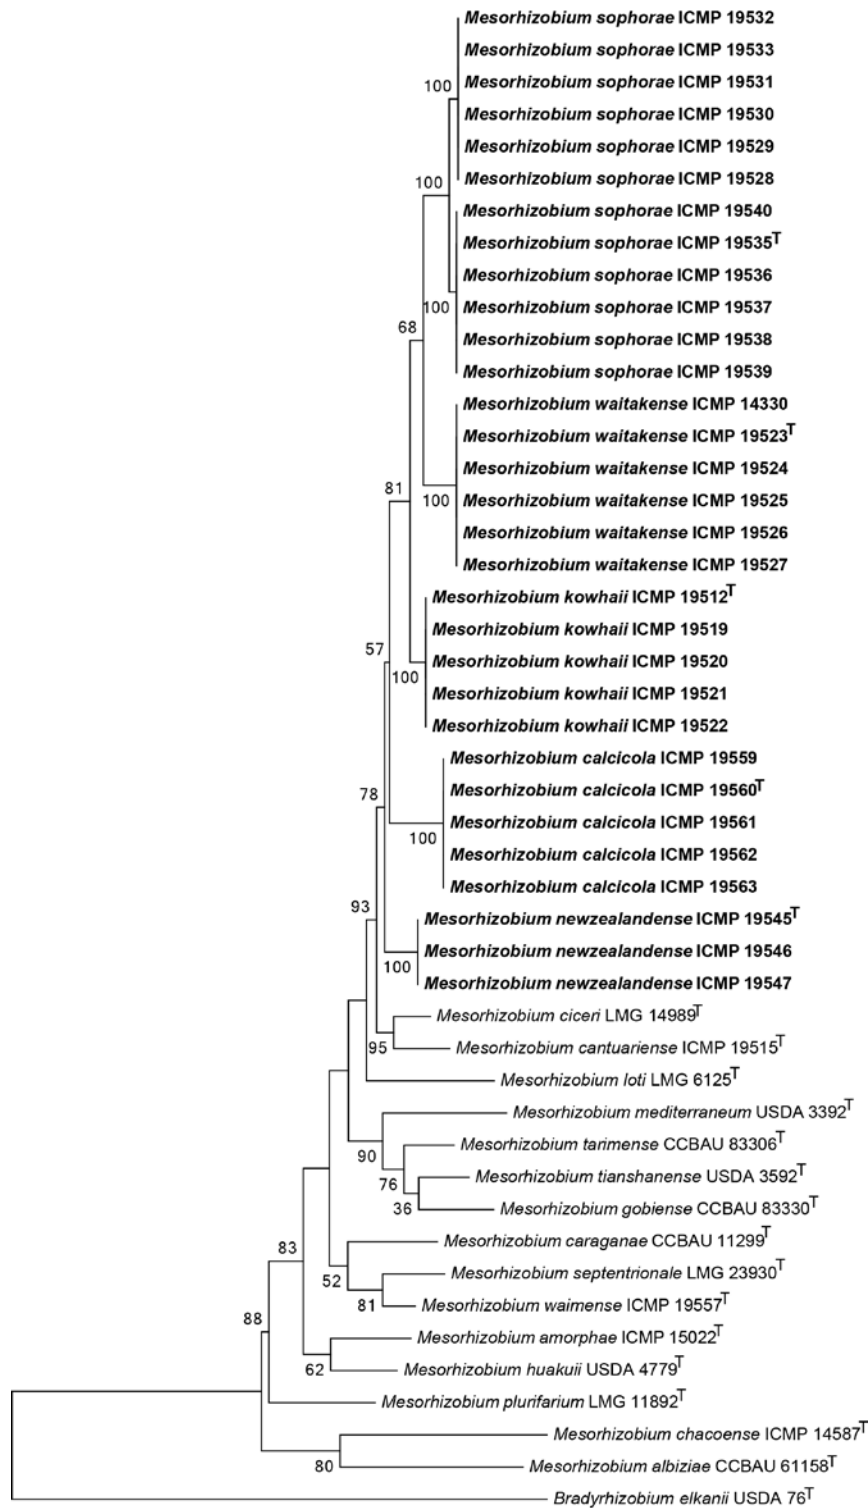 Mesorhizobium sophorae ICMP 19532
Mesorhizobium sophorae ICMP 19533
Mesorhizobium sophorae ICMP 19531
100
Mesorhizobium sophorae ICMP 19530
Mesorhizobium sophorae ICMP 19529
Mesorhizobium sophorae ICMP 19528
100
Mesorhizobium sophorae ICMP 19540
Mesorhizobium sophorae ICMP 19535T
Mesorhizobium sophorae ICMP 19536
Mesorhizobium sophorae ICMP 19537
100
68
Mesorhizobium sophorae ICMP 19538
Mesorhizobium sophorae ICMP 19539
Mesorhizobium waitakense ICMP 14330
Mesorhizobium waitakense ICMP 19523T
Mesorhizobium waitakense ICMP 19524
81
Mesorhizobium waitakense ICMP 19525
100
Mesorhizobium waitakense ICMP 19526
Mesorhizobium waitakense ICMP 19527
Mesorhizobium kowhaii ICMP 19512T
Mesorhizobium kowhaii ICMP 19519
57
Mesorhizobium kowhaii ICMP 19520
100
Mesorhizobium kowhaii ICMP 19521
Mesorhizobium kowhaii ICMP 19522
Mesorhizobium calcicola ICMP 19559
Mesorhizobium calcicola ICMP 19560T
78
Mesorhizobium calcicola ICMP 19561
100
Mesorhizobium calcicola ICMP 19562
Mesorhizobium calcicola ICMP 19563
93
Mesorhizobium newzealandense ICMP 19545T
Mesorhizobium newzealandense ICMP 19546
100
Mesorhizobium newzealandense ICMP 19547
Mesorhizobium ciceri LMG 14989T
95
Mesorhizobium cantuariense ICMP 19515T
Mesorhizobium loti LMG 6125T
Mesorhizobium mediterraneum USDA 3392T
90
Mesorhizobium tarimense CCBAU 83306T
76
Mesorhizobium tianshanense USDA 3592T
36
Mesorhizobium gobiense CCBAU 83330T
83
Mesorhizobium caraganae CCBAU 11299T
52
Mesorhizobium septentrionale LMG 23930T
81
Mesorhizobium waimense ICMP 19557T
88
Mesorhizobium amorphae ICMP 15022T
62
Mesorhizobium huakuii USDA 4779T
Mesorhizobium plurifarium LMG 11892T
Mesorhizobium chacoense ICMP 14587T
80
Mesorhizobium albiziae CCBAU 61158T
Bradyrhizobium elkanii USDA 76T